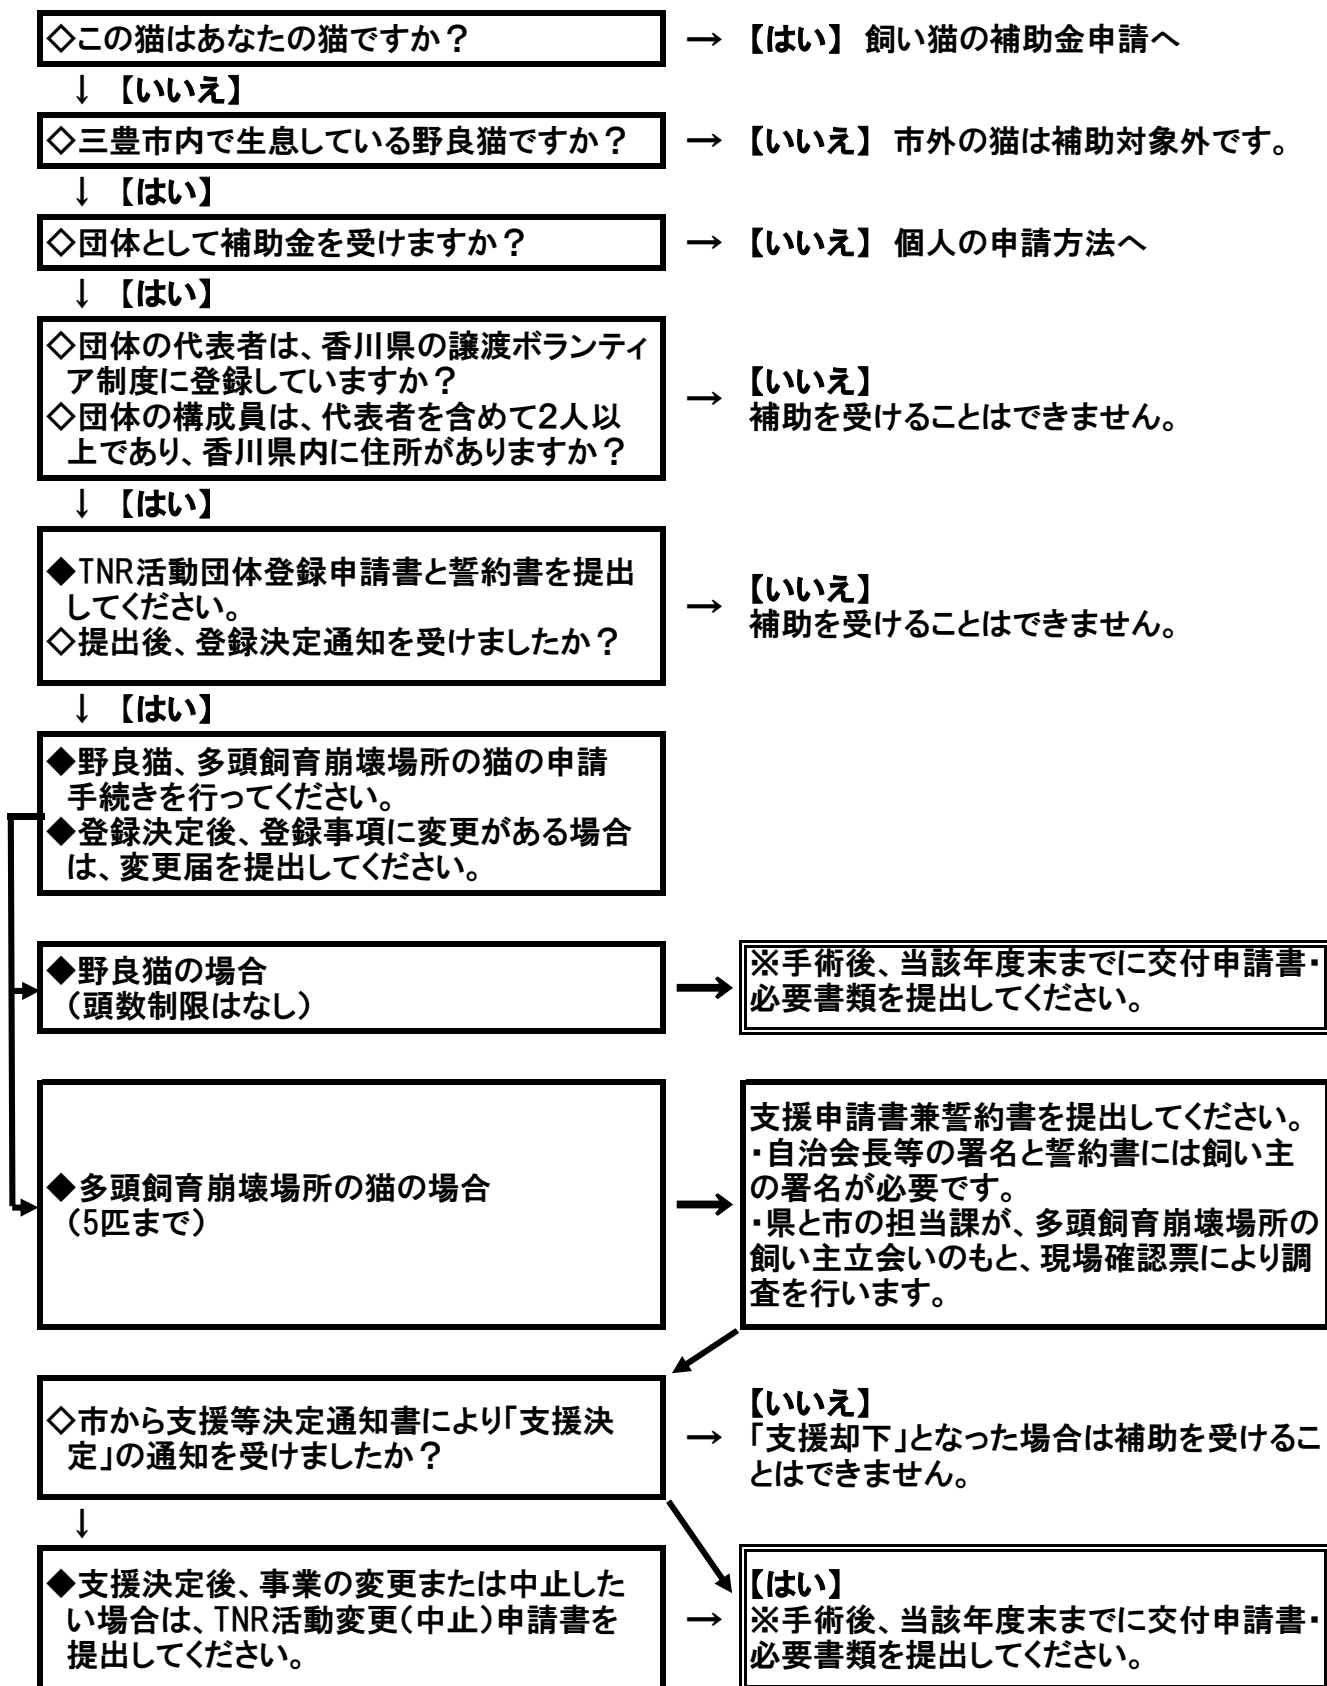 ◇この猫はあなたの猫ですか？ → 【はい】 飼い猫の補助金申請へ
↓ 【いいえ】
◇三豊市内で生息している野良猫ですか？ → 【いいえ】 市外の猫は補助対象外です。
↓ 【はい】
◇団体として補助金を受けますか？ → 【いいえ】 個人の申請方法へ
↓ 【はい】
◇団体の代表者は、香川県の譲渡ボランティ
ア制度に登録していますか？
◇団体の構成員は、代表者を含めて２人以
上であり、香川県内に住所がありますか？
→ 【いいえ】
補助を受けることはできません。
↓ 【はい】
◆TNR活動団体登録申請書と誓約書を提出
してください。
◇提出後、登録決定通知を受けましたか？
→ 【いいえ】
補助を受けることはできません。
↓ 【はい】
◆野良猫、多頭飼育崩壊場所の猫の申請
手続きを行ってください。
◆登録決定後、登録事項に変更がある場合
は、変更届を提出してください。
◆野良猫の場合
（頭数制限はなし）
※手術後、当該年度末までに交付申請書・
必要書類を提出してください。
◆多頭飼育崩壊場所の猫の場合
（5匹まで）
支援申請書兼誓約書を提出してください。
・自治会長等の署名と誓約書には飼い主
の署名が必要です。
・県と市の担当課が、多頭飼育崩壊場所の
飼い主立会いのもと、現場確認票により調
査を行います。
◇市から支援等決定通知書により「支援決
定」の通知を受けましたか？
→ 【いいえ】
「支援却下」となった場合は補助を受けるこ
とはできません。
↓
◆支援決定後、事業の変更または中止した
い場合は、TNR活動変更（中止）申請書を
提出してください。
→ 【はい】
※手術後、当該年度末までに交付申請書・
必要書類を提出してください。